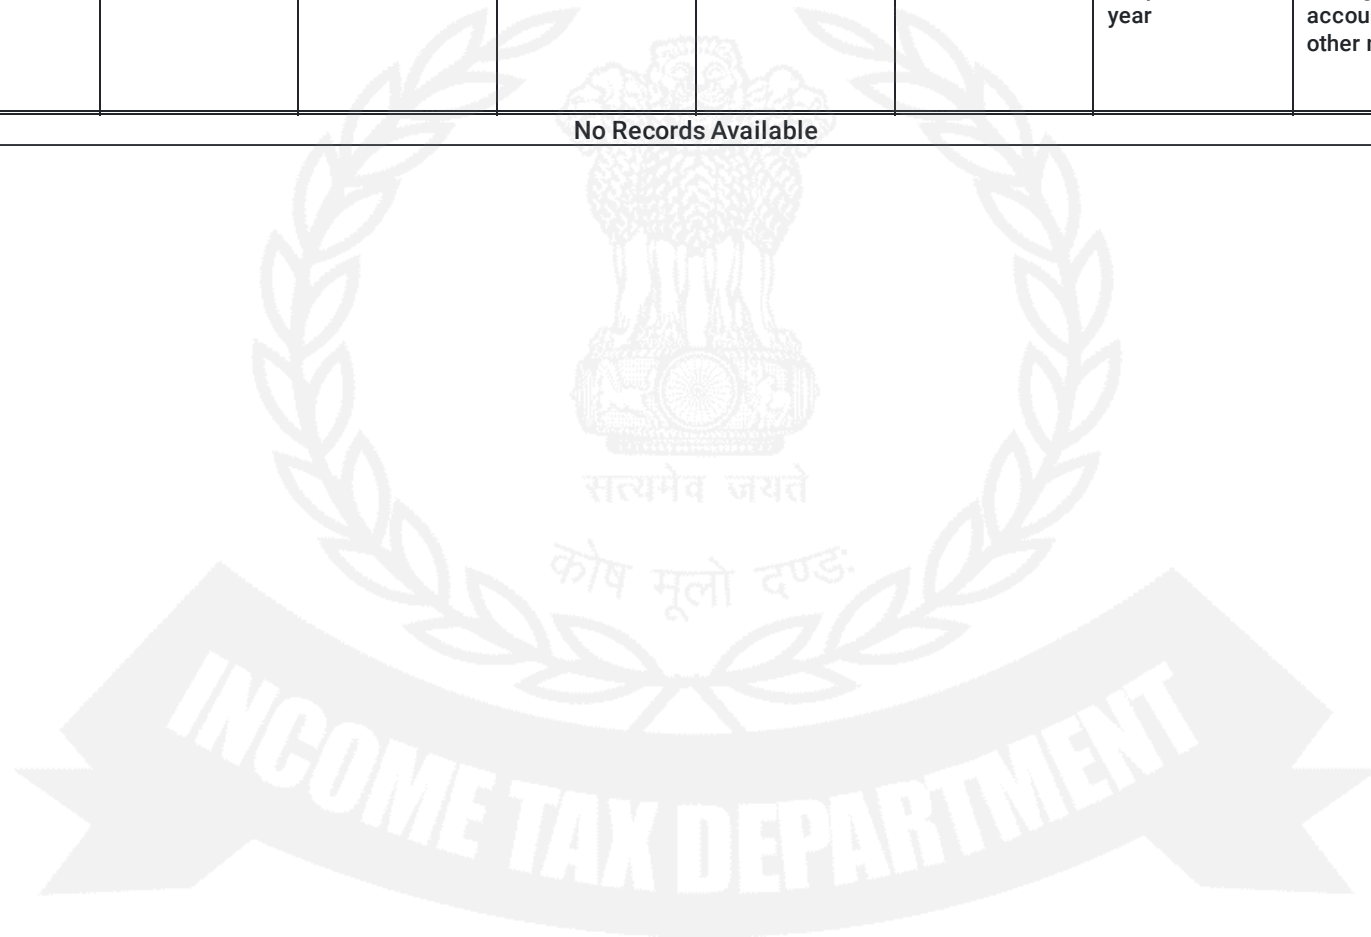 year
accou
other
No Records Available
सत्यमेव जयते
कोष मूलो दण्डः
INCOME TAX DEPARTMENT